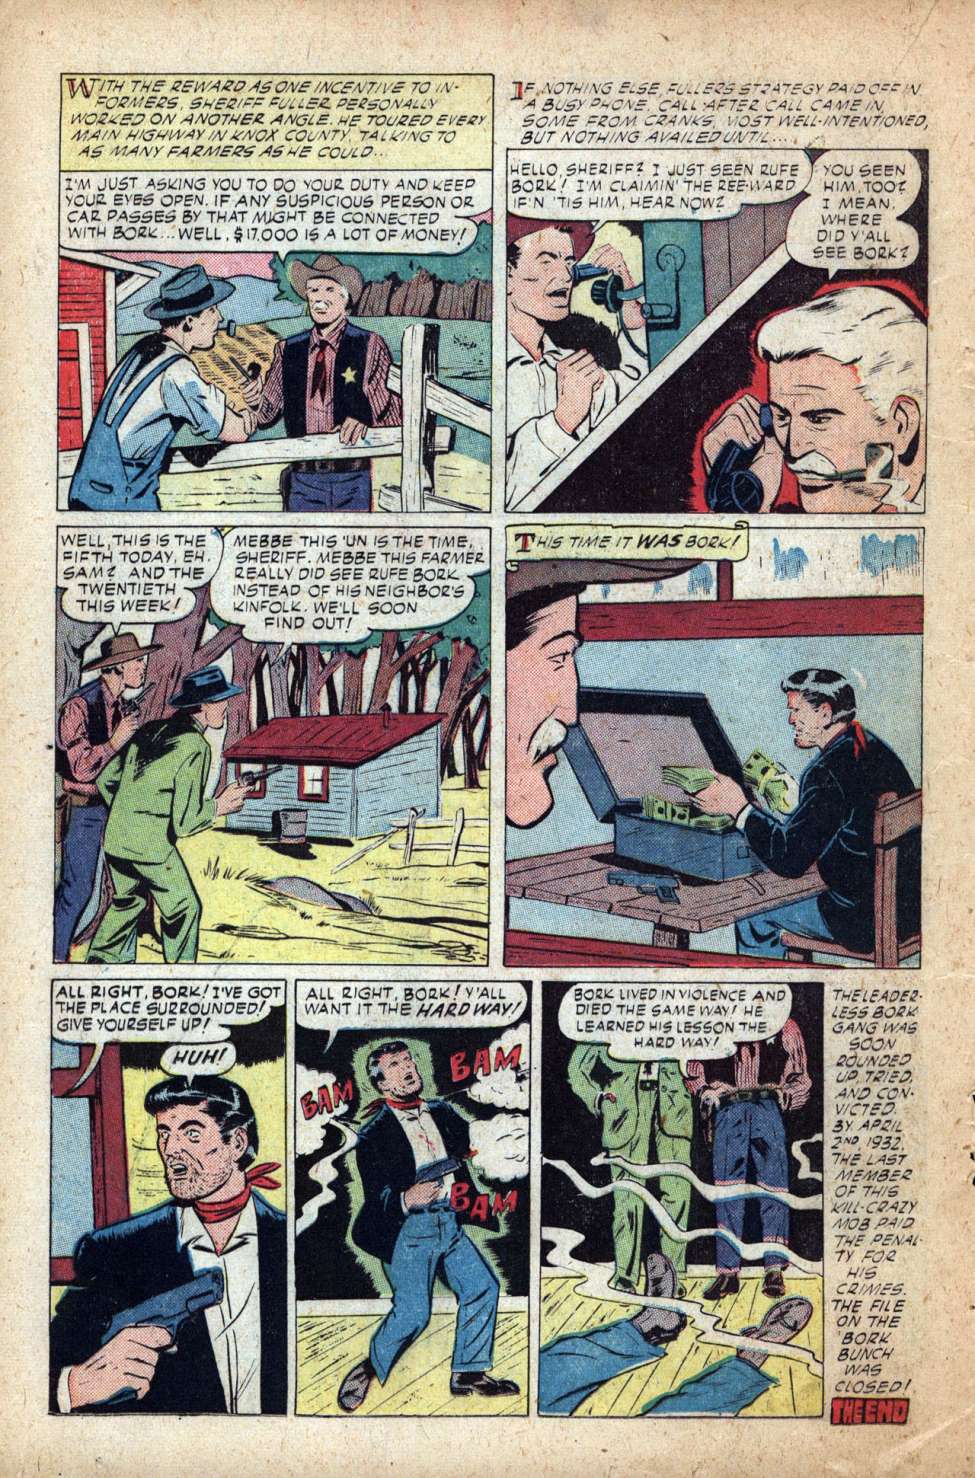 WITH THE REWARD AS ONE INCENTIVE TO IN-
FORMERS, SHERIFF FULLER PERSONALLY
WORKED ON ANOTHER ANGLE. HE TOURED EVERY
MAIN HIGHWAY IN KNOX COUNTY, TALKING TO
AS MANY FARMERS AS HE COULD...
I'M JUST ASKING YOU TO DO YOUR DUTY AND KEEP
YOUR EYES OPEN. IF ANY SUSPICIOUS PERSON OR
CAR PASSES BY THAT MIGHT BE CONNECTED
WITH BORK... WELL, $17,000 IS A LOT OF MONEY!
IF, NOTHING ELSE, FULLER'S STRATEGY PAID OFF IN
A BUSY PHONE. CALL AFTER CALL CAME IN,
SOME FROM CRANKS, MOST WELL-INTENTIONED,
BUT NOTHING AVAILED UNTIL...
HELLO, SHERIFF? I JUST SEEN RUFE
BORK! I'M CLAIMIN' THE REE-WARD
IF'N 'TIS HIM, HEAR NOW?
YOU SEEN
HIM, TOO?
I MEAN,
WHERE
DID Y'ALL
SEE BORK?
WELL, THIS IS THE
FIFTH TODAY, EH,
SAM? AND THE
TWENTIETH
THIS WEEK!
MEBBE THIS 'UN IS THE TIME,
SHERIFF. MEBBE THIS FARMER
REALLY DID SEE RUFE BORK
INSTEAD OF HIS NEIGHBOR'S
KINFOLK. WE'LL SOON
FIND OUT!
THIS TIME IT WAS BORK!
ALL RIGHT, BORK! I'VE GOT
THE PLACE SURROUNDED!
GIVE YOURSELF UP!
HUH!
ALL RIGHT, BORK! Y'ALL
WANT IT THE HARD WAY!
BAM
BAM
BAM
BORK LIVED IN VIOLENCE AND
DIED THE SAME WAY! HE
LEARNED HIS LESSON THE
HARD WAY!
THE LEADER-
LESS BORK
GANG WAS
SOON
ROUNDED
UP, TRIED,
AND CON-
VICTED.
BY APRIL
2ND, 1932,
THE LAST
MEMBER
OF THIS
KILL-CRAZY
MOB PAID
THE PENAL-
TY FOR
HIS
CRIMES.
THE FILE
ON THE
BORK
BUNCH
WAS
CLOSED!
THE END